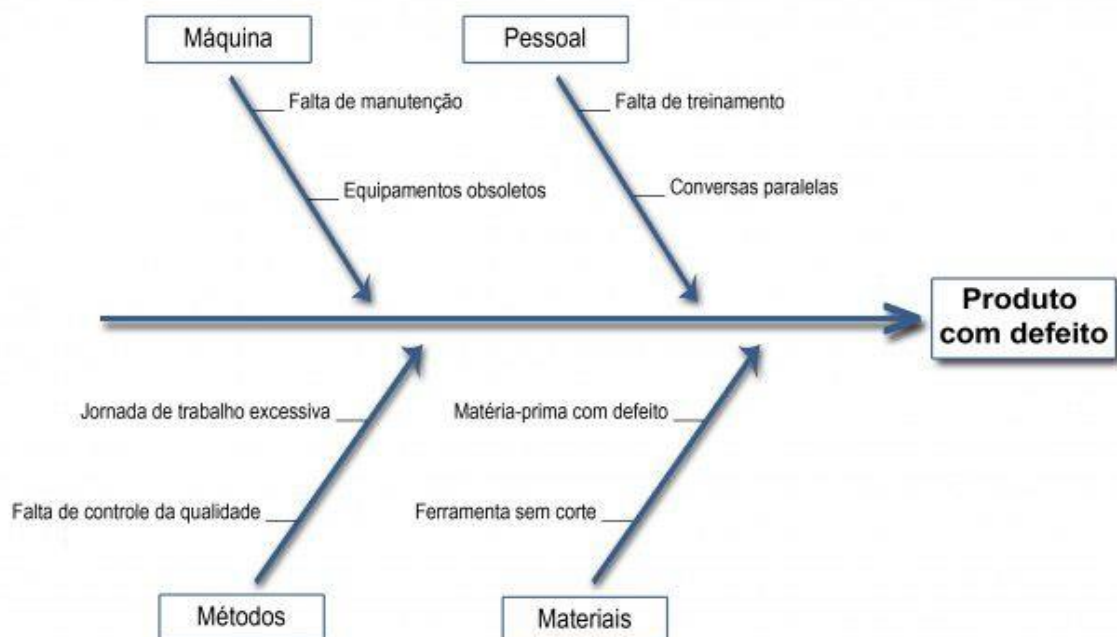 Máquina
Pessoal
Falta de manutenção
Falta de treinamento
Equipamentos obsoletos
Conversas paralelas
Produto
com defeito
Jornada de trabalho excessiva
Matéria-prima com defeito
Falta de controle da qualidade
Ferramenta sem corte
Métodos
Materiais